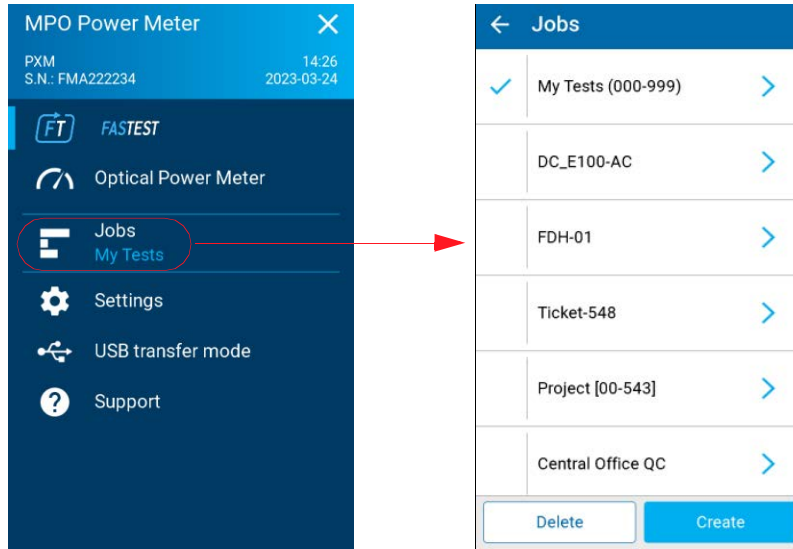 MPO Power Meter
PXM 14:26
S.N.: FMA222234 2023-03-24
FT FASTEST
Optical Power Meter
Jobs
My Tests
Settings
USB transfer mode
? Support
Jobs
My Tests (000-999)
DC_E100-AC
FDH-01
Ticket-548
Project [00-543]
Central Office QC
Delete Create